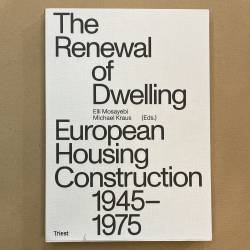 The
Renewal
of
Dwelling
Elli Mosayebi
Michael Kraus (Eds.)
European
Housing
Construction
1945–
1975
Triest